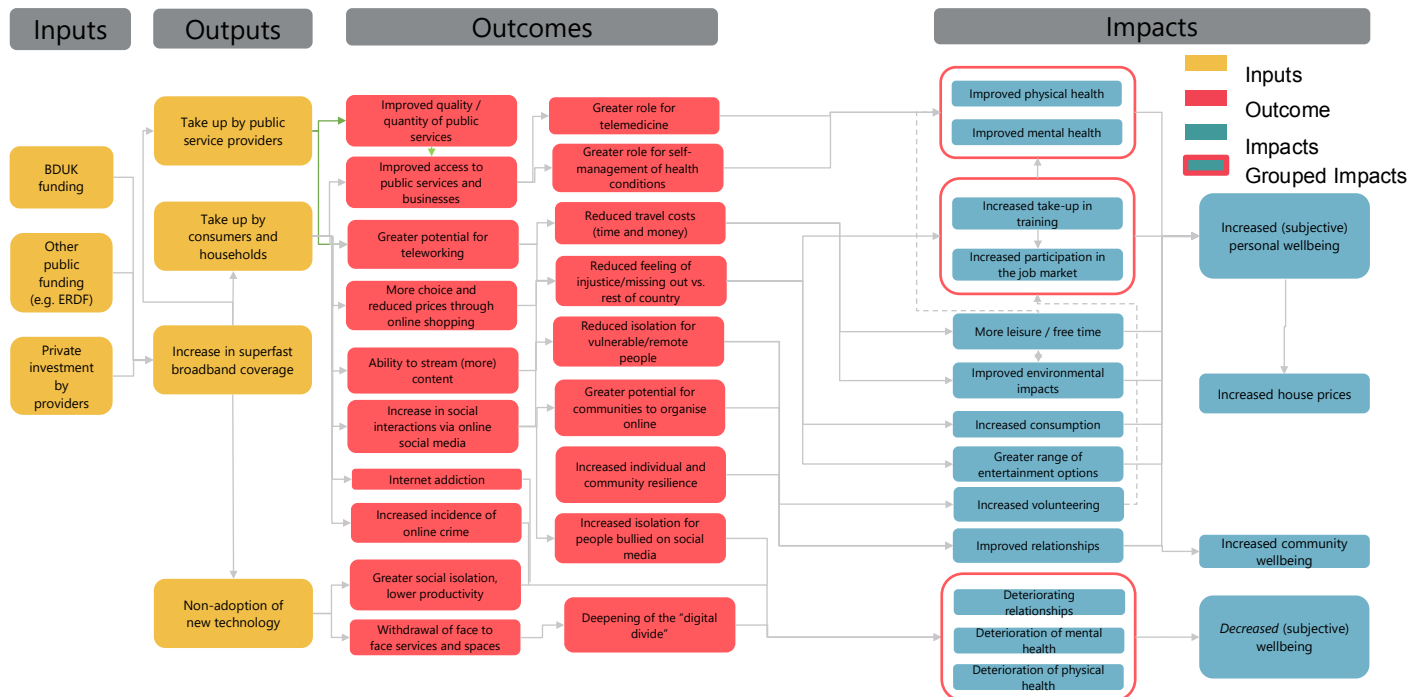 Inputs
Outputs
Outcomes
Impacts
Inputs
Outcome
Impacts
Grouped Impacts
BDUK
funding
Other
public
funding
(e.g. ERDF)
Private
investment
by
providers
Take up by public
service providers
Take up by
consumers and
households
Increase in superfast
broadband coverage
Non-adoption of
new technology
Improved quality /
quantity of public
services
Improved access to
public services and
businesses
Greater potential for
teleworking
More choice and
reduced prices through
online shopping
Ability to stream (more)
content
Increase in social
interactions via online
social media
Internet addiction
Increased incidence of
online crime
Greater social isolation,
lower productivity
Withdrawal of face to
face services and spaces
Greater role for
telemedicine
Greater role for self-
management of health
conditions
Reduced travel costs
(time and money)
Reduced feeling of
injustice/missing out vs.
rest of country
Reduced isolation for
vulnerable/remote
people
Greater potential for
communities to organise
online
Increased individual and
community resilience
Increased isolation for
people bullied on social
media
Deepening of the “digital
divide”
Improved physical health
Improved mental health
Increased take-up in
training
Increased participation in
the job market
More leisure / free time
Improved environmental
impacts
Increased consumption
Greater range of
entertainment options
Increased volunteering
Improved relationships
Deteriorating
relationships
Deterioration of mental
health
Deterioration of physical
health
Increased (subjective)
personal wellbeing
Increased house prices
Increased community
wellbeing
Decreased (subjective)
wellbeing